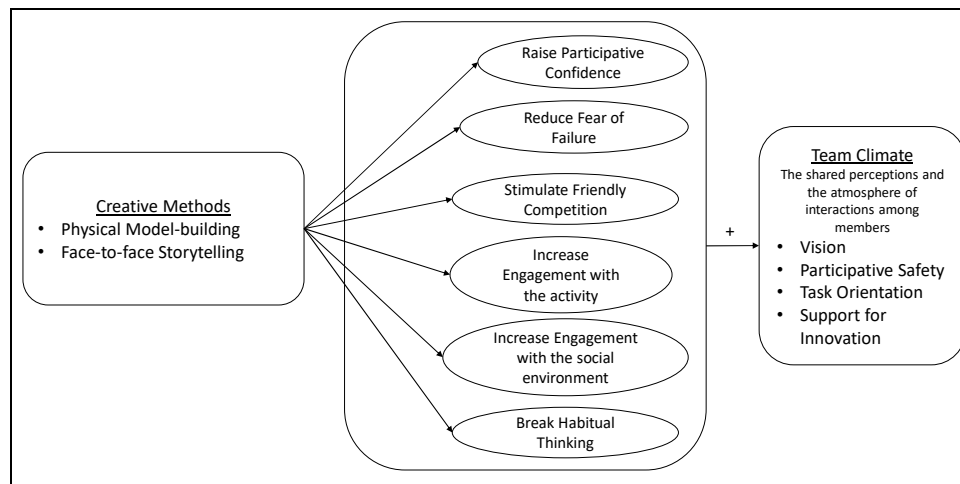 Creative Methods
• Physical Model-building
• Face-to-face Storytelling
Raise Participative
Confidence
Reduce Fear of
Failure
Stimulate Friendly
Competition
Increase
Engagement with
the activity
Increase Engagement
with the social
environment
Break Habitual
Thinking
+
Team Climate
The shared perceptions and
the atmosphere of
interactions among
members
• Vision
• Participative Safety
• Task Orientation
• Support for
Innovation